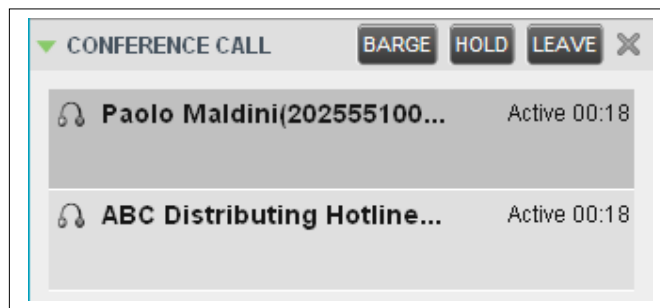 CONFERENCE CALL BARGE HOLD LEAVE
Paolo Maldini(202555100... Active 00:18
ABC Distributing Hotline... Active 00:18